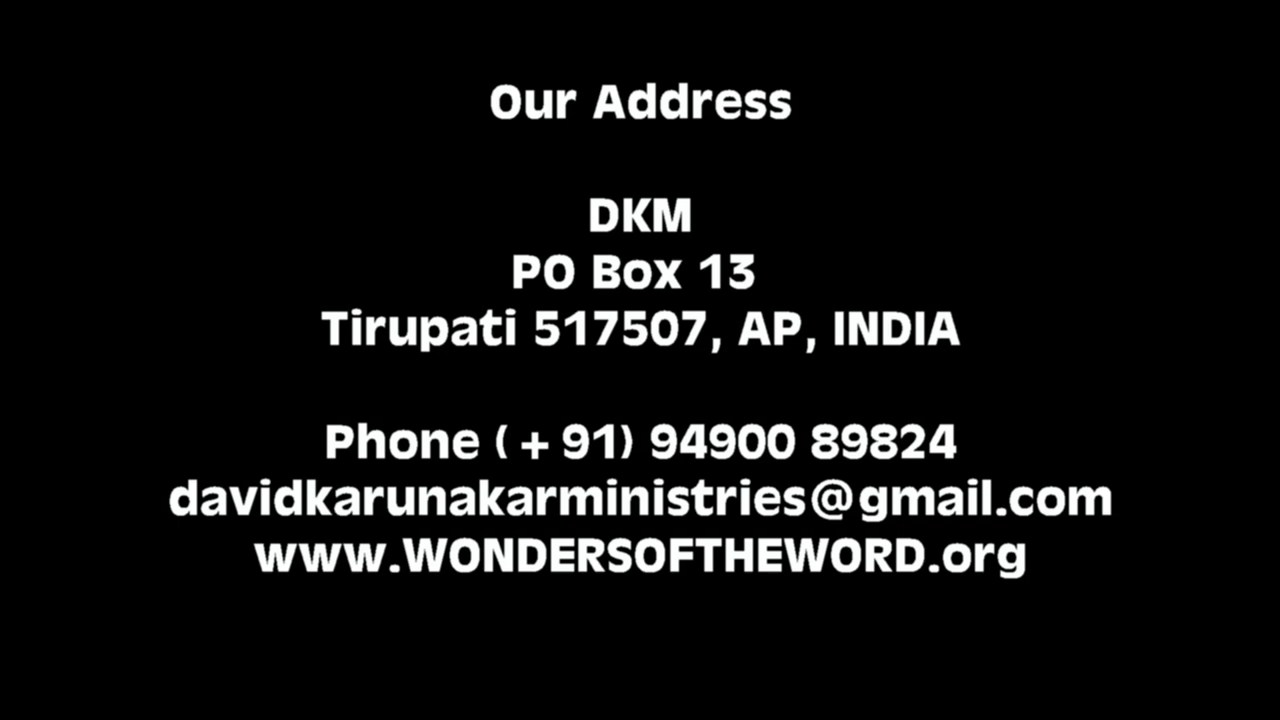 Our Address
DKM
PO Box 13
Tirupati 517507, AP, INDIA
Phone ( + 91) 94900 89824
davidkarunakarministries@gmail.com
www.WONDERSOFTHEWORD.org